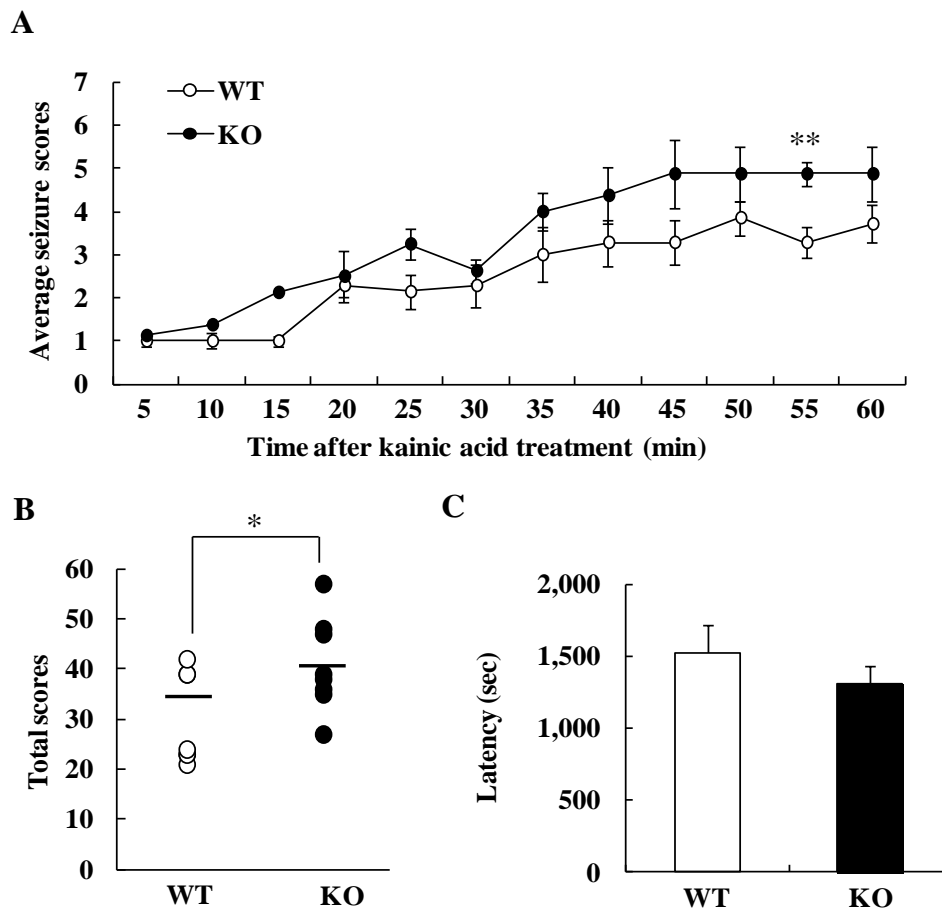 A
7
6
5
4
3
2
1
0
Average seizure scores
WT
KO
**
5 10 15 20 25 30 35 40 45 50 55 60
Time after kainic acid treatment (min)
B
*
60
50
40
30
20
10
0
Total scores
WT KO
C
2,000
1,500
1,000
500
0
Latency (sec)
WT KO